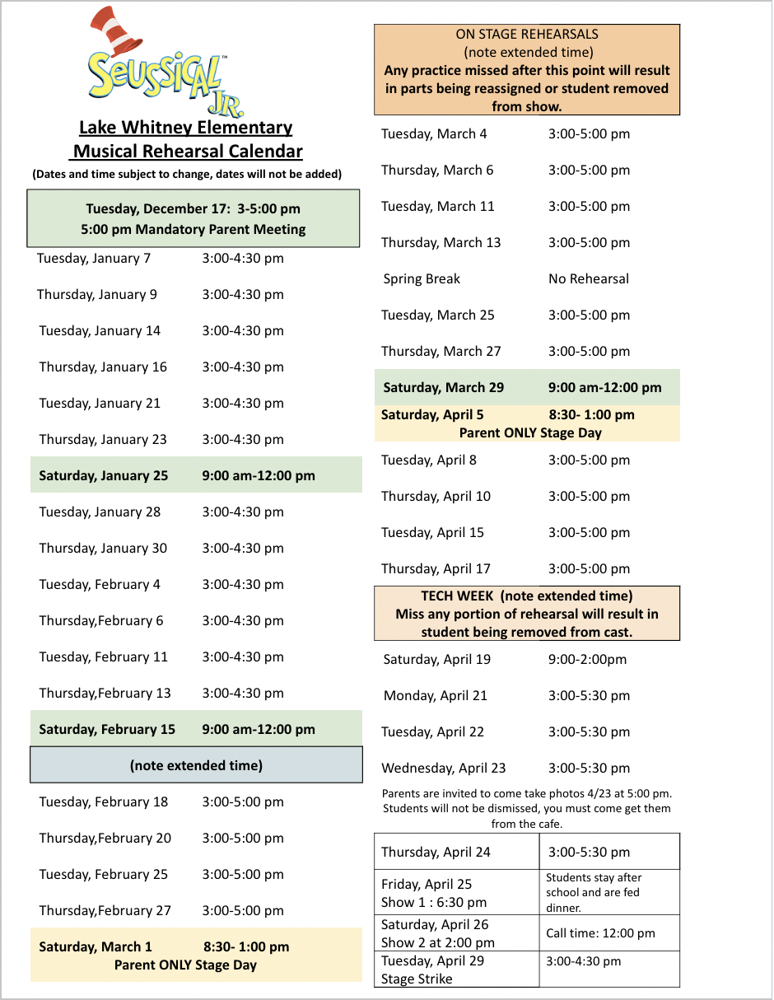 SEUSSICAL™
JR.
Lake Whitney Elementary
Musical Rehearsal Calendar
(Dates and time subject to change, dates will not be added)
Tuesday, December 17:  3-5:00 pm
5:00 pm Mandatory Parent Meeting
Tuesday, January 7 3:00-4:30 pm
Thursday, January 9 3:00-4:30 pm
Tuesday, January 14 3:00-4:30 pm
Thursday, January 16 3:00-4:30 pm
Tuesday, January 21 3:00-4:30 pm
Thursday, January 23 3:00-4:30 pm
Saturday, January 25 9:00 am-12:00 pm
Tuesday, January 28 3:00-4:30 pm
Thursday, January 30 3:00-4:30 pm
Tuesday, February 4 3:00-4:30 pm
Thursday,February 6 3:00-4:30 pm
Tuesday, February 11 3:00-4:30 pm
Thursday,February 13 3:00-4:30 pm
Saturday, February 15 9:00 am-12:00 pm
(note extended time)
Tuesday, February 18 3:00-5:00 pm
Thursday,February 20 3:00-5:00 pm
Tuesday, February 25 3:00-5:00 pm
Thursday,February 27 3:00-5:00 pm
Saturday, March 1 8:30- 1:00 pm
Parent ONLY Stage Day
ON STAGE REHEARSALS
(note extended time)
Any practice missed after this point will result
in parts being reassigned or student removed
from show.
Tuesday, March 4 3:00-5:00 pm
Thursday, March 6 3:00-5:00 pm
Tuesday, March 11 3:00-5:00 pm
Thursday, March 13 3:00-5:00 pm
Spring Break No Rehearsal
Tuesday, March 25 3:00-5:00 pm
Thursday, March 27 3:00-5:00 pm
Saturday, March 29 9:00 am-12:00 pm
Saturday, April 5 8:30- 1:00 pm
Parent ONLY Stage Day
Tuesday, April 8 3:00-5:00 pm
Thursday, April 10 3:00-5:00 pm
Tuesday, April 15 3:00-5:00 pm
Thursday, April 17 3:00-5:00 pm
TECH WEEK  (note extended time)
Miss any portion of rehearsal will result in
student being removed from cast.
Saturday, April 19 9:00-2:00pm
Monday, April 21 3:00-5:30 pm
Tuesday, April 22 3:00-5:30 pm
Wednesday, April 23 3:00-5:30 pm
Parents are invited to come take photos 4/23 at 5:00 pm.
Students will not be dismissed, you must come get them
from the cafe.
Thursday, April 24 3:00-5:30 pm
Friday, April 25
Show 1 : 6:30 pm
Students stay after
school and are fed
dinner.
Saturday, April 26
Show 2 at 2:00 pm
Call time: 12:00 pm
Tuesday, April 29
Stage Strike
3:00-4:30 pm